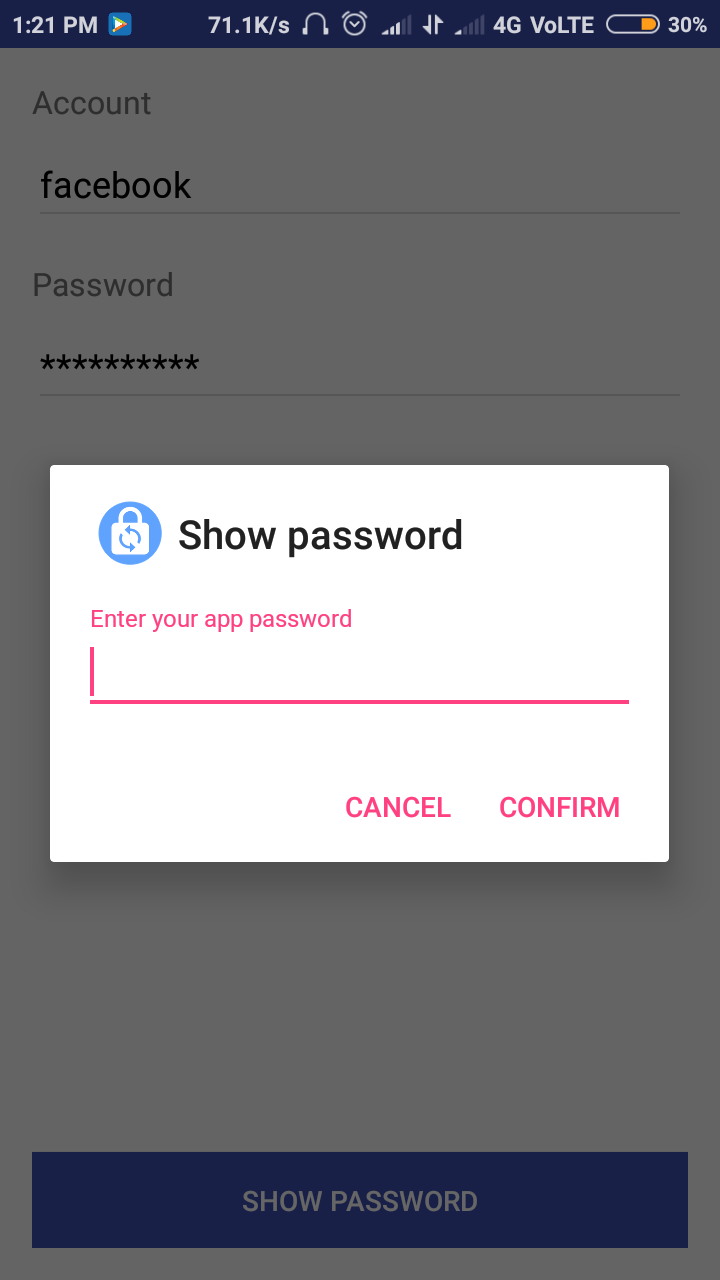 1:21 PM 71.1K/s 4G VoLTE 30%
Account
facebook
Password
**********
Show password
Enter your app password
CANCEL CONFIRM
SHOW PASSWORD